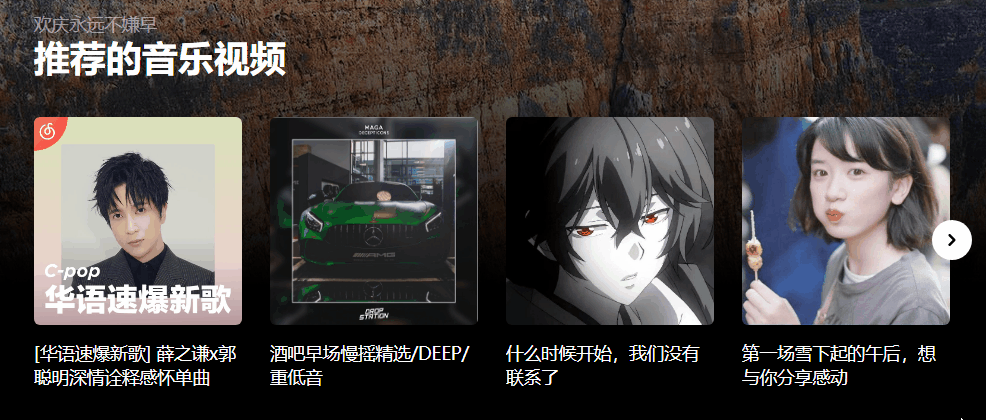 欢庆永远不嫌早
推荐的音乐视频
C-pop
华语速爆新歌
[华语速爆新歌] 薛之谦x郭
聪明深情诠释感怀单曲
MAGA
DECEPTICONZ
AMG
DROP
STATION
酒吧早场慢摇精选/DEEP/
重低音
什么时候开始，我们没有
联系了
第一场雪下起的午后，想
与你分享感动